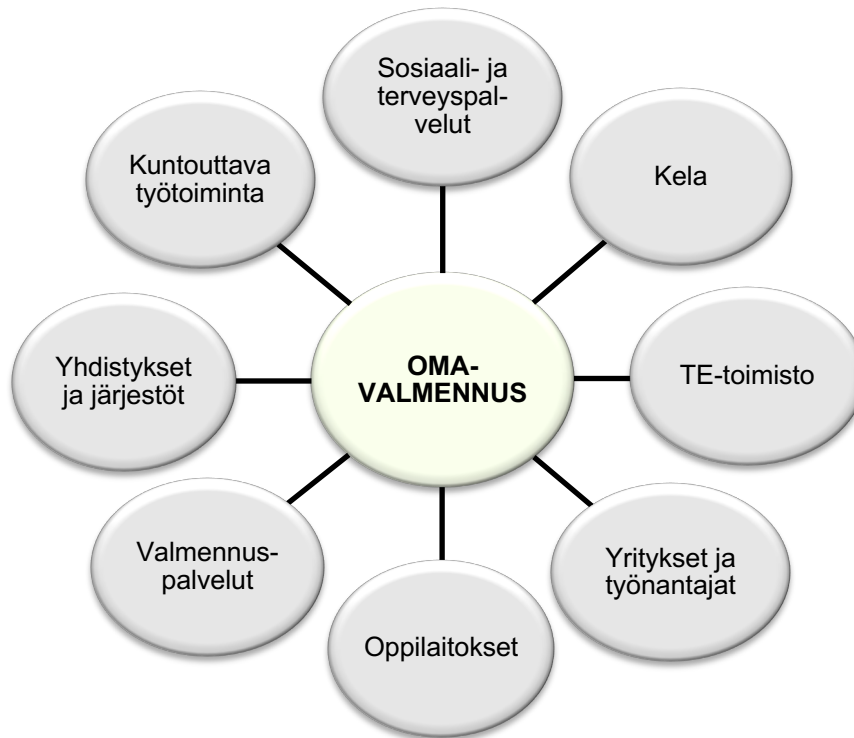 Sosiaali- ja
terveyspal-
velut
Kela
TE-toimisto
Yritykset ja
työnantajat
Oppilaitokset
Valmennus-
palvelut
Yhdistykset
ja järjestöt
Kuntouttava
työtoiminta
OMA-
VALMENNUS